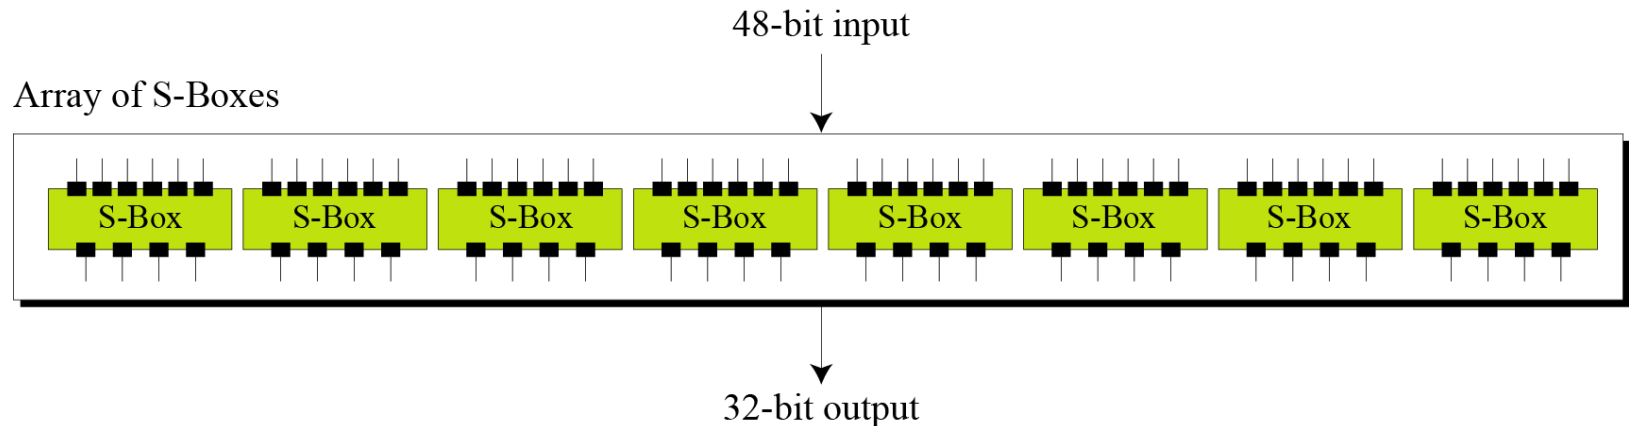 48-bit input
Array of S-Boxes
S-Box S-Box S-Box S-Box S-Box S-Box S-Box S-Box
32-bit output